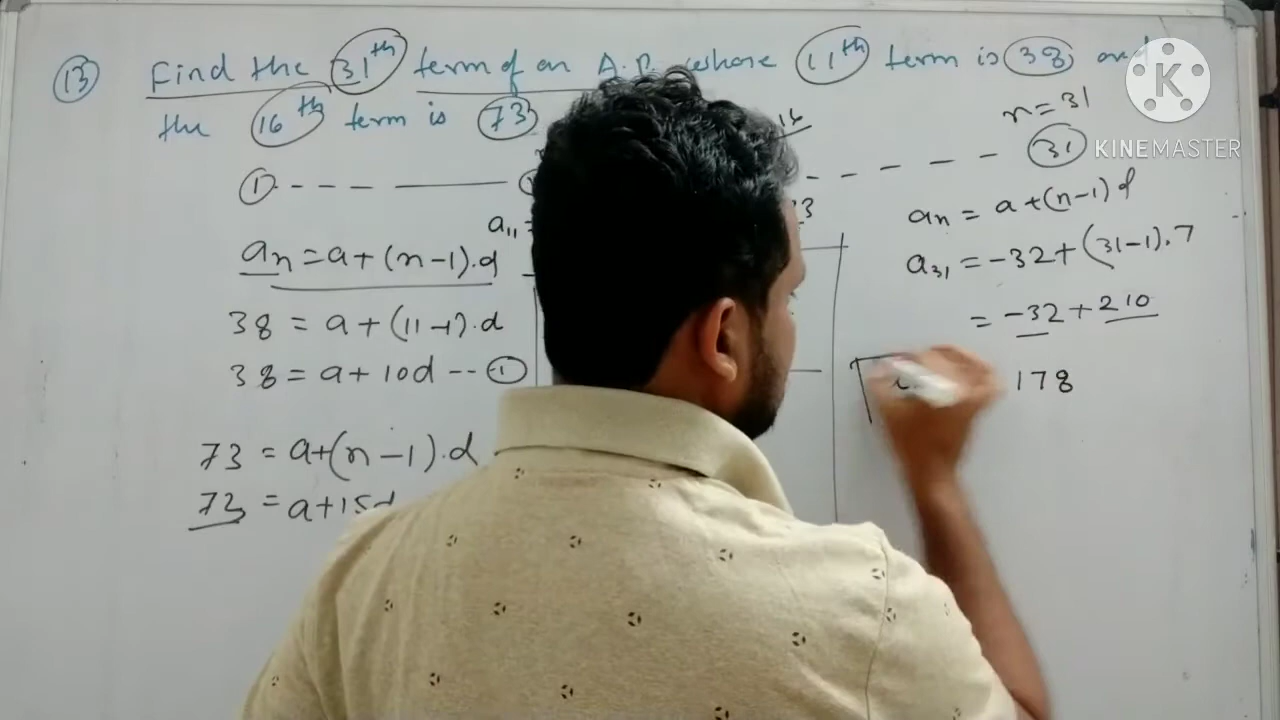 (13) Find the 31th term of an A.P. whose 11th term is 38 and
the 16th term is 73
16
n = 31
① - - - ——— - - - - - (31)
a11 =
an = a + (n-1).d
38 = a + (11-1).d
38 = a + 10d -- ①
73 = a+(n-1).d
73 = a+15d
an = a +(n-1) d
a31 = -32 + (31-1).7
= -32 + 210
178
K
KINEMASTER